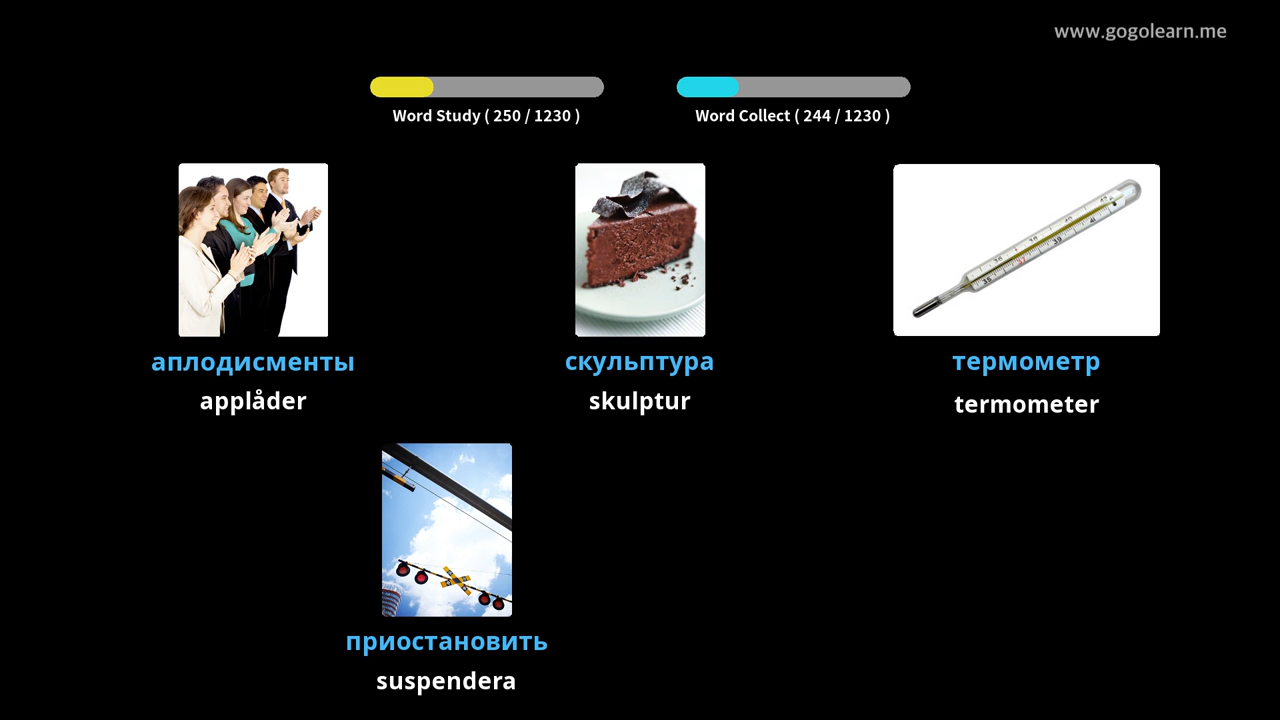 www.gogolearn.me
Word Study ( 250 / 1230 )
Word Collect ( 244 / 1230 )
аплодисменты
applåder
скульптура
skulptur
термометр
termometer
приостановить
suspendera